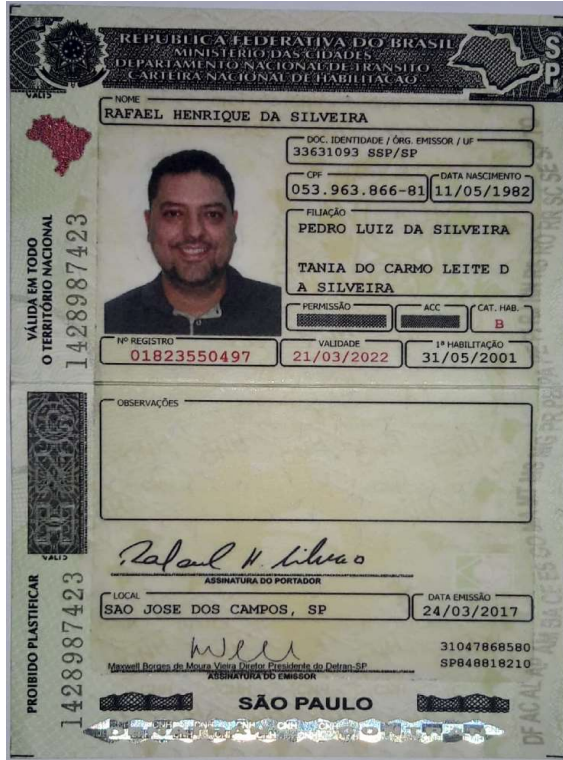 REPÚBLICA FEDERATIVA DO BRASIL
MINISTÉRIO DAS CIDADES
DEPARTAMENTO NACIONAL DE TRÂNSITO
CARTEIRA NACIONAL DE HABILITAÇÃO
SP
NOME
RAFAEL HENRIQUE DA SILVEIRA
DOC. IDENTIDADE / ÓRG. EMISSOR / UF
33631093 SSP/SP
CPF
053.963.866-81
DATA NASCIMENTO
11/05/1982
FILIAÇÃO
PEDRO LUIZ DA SILVEIRA
TANIA DO CARMO LEITE D
A SILVEIRA
PERMISSÃO
ACC
CAT. HAB.
B
Nº REGISTRO
01823550497
VALIDADE
21/03/2022
1ª HABILITAÇÃO
31/05/2001
VÁLIDA EM TODO
O TERRITÓRIO NACIONAL
1428987423
OBSERVAÇÕES
Rafael H. Silveira
ASSINATURA DO PORTADOR
LOCAL
SAO JOSE DOS CAMPOS, SP
DATA EMISSÃO
24/03/2017
31047868580
SP848818210
Maxwell Borges de Moura Vieira Diretor Presidente do Detran-SP
ASSINATURA DO EMISSOR
PROIBIDO PLASTIFICAR
1428987423
SÃO PAULO